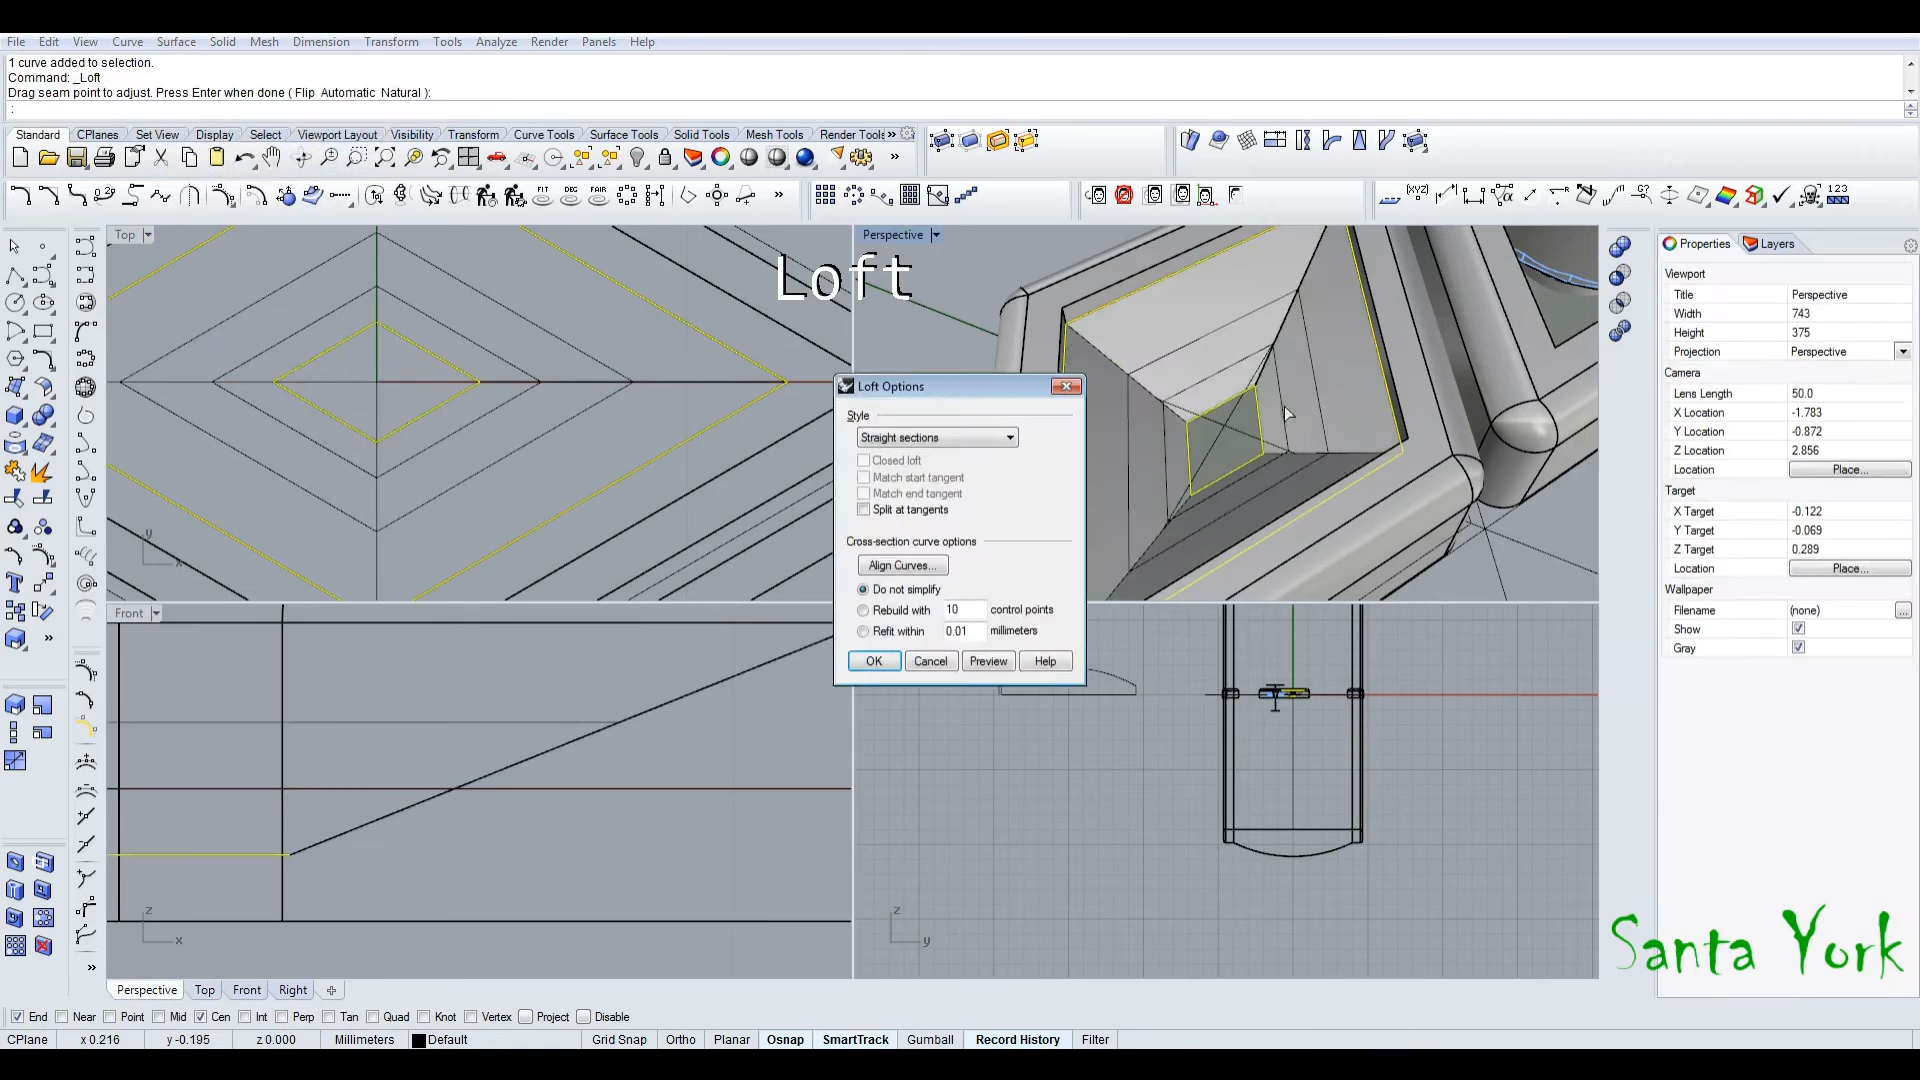 File Edit View Curve Surface Solid Mesh Dimension Transform Tools Analyze Render Panels Help
1 curve added to selection.
Command: _Loft
Drag seam point to adjust. Press Enter when done ( Flip Automatic Natural ):
:
Standard CPlanes Set View Display Select Viewport Layout Visibility Transform Curve Tools Surface Tools Solid Tools Mesh Tools Render Tools »
Top
Perspective
Loft
Loft Options
Style
Straight sections
Closed loft
Match start tangent
Match end tangent
Split at tangents
Cross-section curve options
Align Curves...
Do not simplify
Rebuild with 10 control points
Refit within 0.01 millimeters
OK Cancel Preview Help
y
x
Front
z
x
z
y
Properties Layers
Viewport
Title Perspective
Width 743
Height 375
Projection Perspective
Camera
Lens Length 50.0
X Location -1.783
Y Location -0.872
Z Location 2.856
Location Place...
Target
X Target -0.122
Y Target -0.069
Z Target 0.289
Location Place...
Wallpaper
Filename (none) ...
Show
Gray
Santa York
Perspective Top Front Right
End Near Point Mid Cen Int Perp Tan Quad Knot Vertex Project Disable
CPlane x 0.216 y -0.195 z 0.000 Millimeters Default Grid Snap Ortho Planar Osnap SmartTrack Gumball Record History Filter